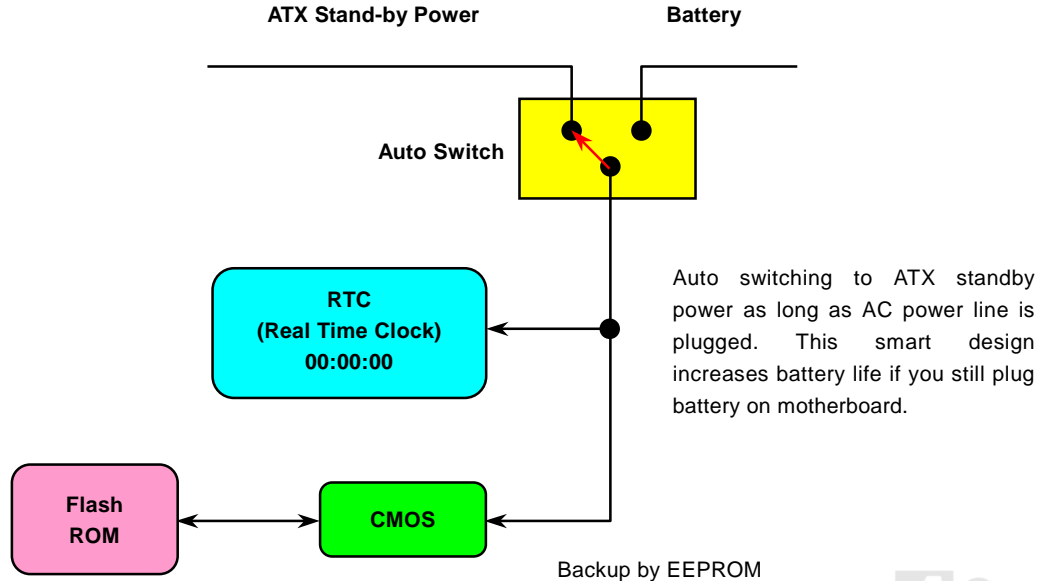 ATX Stand-by Power
Battery
Auto Switch
RTC
(Real Time Clock)
00:00:00
Auto switching to ATX standby
power as long as AC power line is
plugged. This smart design
increases battery life if you still plug
battery on motherboard.
Flash
ROM
CMOS
Backup by EEPROM